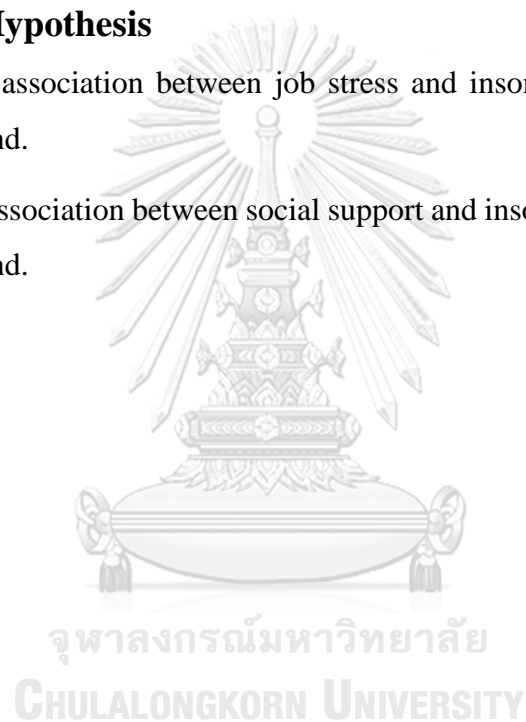 Hypothesis
association between job stress and insor
nd.
ssociation between social support and inso
nd.
จุฬาลงกรณ์มหาวิทยาลัย
CHULALONGKORN UNIVERSITY